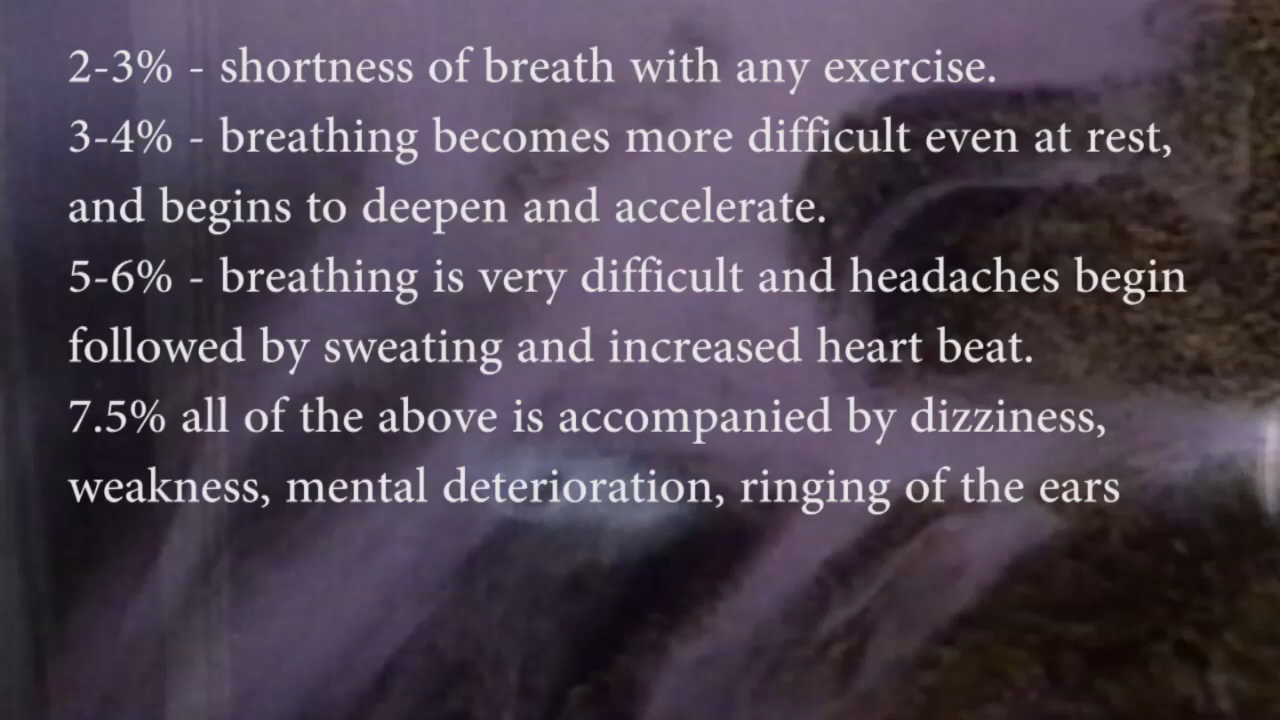 2-3% - shortness of breath with any exercise.
3-4% - breathing becomes more difficult even at rest,
and begins to deepen and accelerate.
5-6% - breathing is very difficult and headaches begin
followed by sweating and increased heart beat.
7.5% all of the above is accompanied by dizziness,
weakness, mental deterioration, ringing of the ears